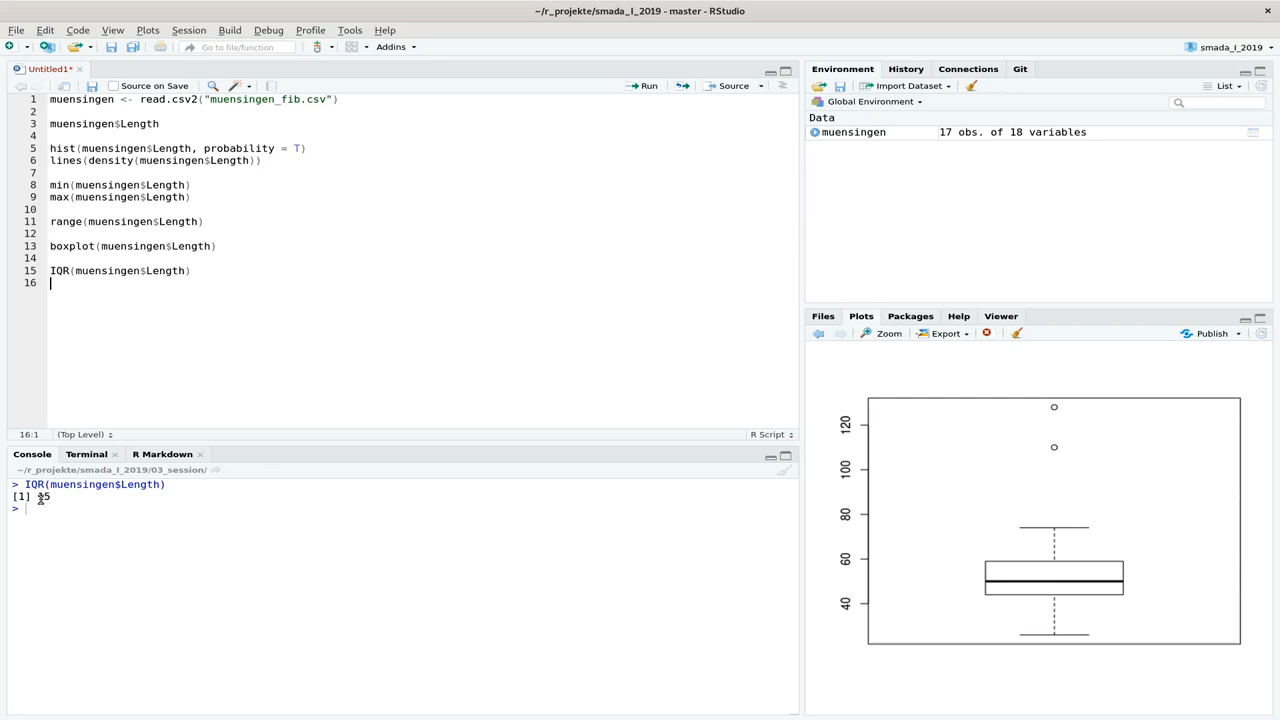 ~/r_projekte/smada_I_2019 - master - RStudio
File Edit Code View Plots Session Build Debug Profile Tools Help
Go to file/function Addins smada_I_2019
Untitled1*
Source on Save Run Source
1 muensingen <- read.csv2("muensingen_fib.csv")
2
3 muensingen$Length
4
5 hist(muensingen$Length, probability = T)
6 lines(density(muensingen$Length))
7
8 min(muensingen$Length)
9 max(muensingen$Length)
10
11 range(muensingen$Length)
12
13 boxplot(muensingen$Length)
14
15 IQR(muensingen$Length)
16
16:1 (Top Level) R Script
Console Terminal R Markdown
~/r_projekte/smada_I_2019/03_session/
> IQR(muensingen$Length)
[1] 15
>
Environment History Connections Git
Import Dataset List
Global Environment
Data
muensingen 17 obs. of 18 variables
Files Plots Packages Help Viewer
Zoom Export Publish
120
100
80
60
40